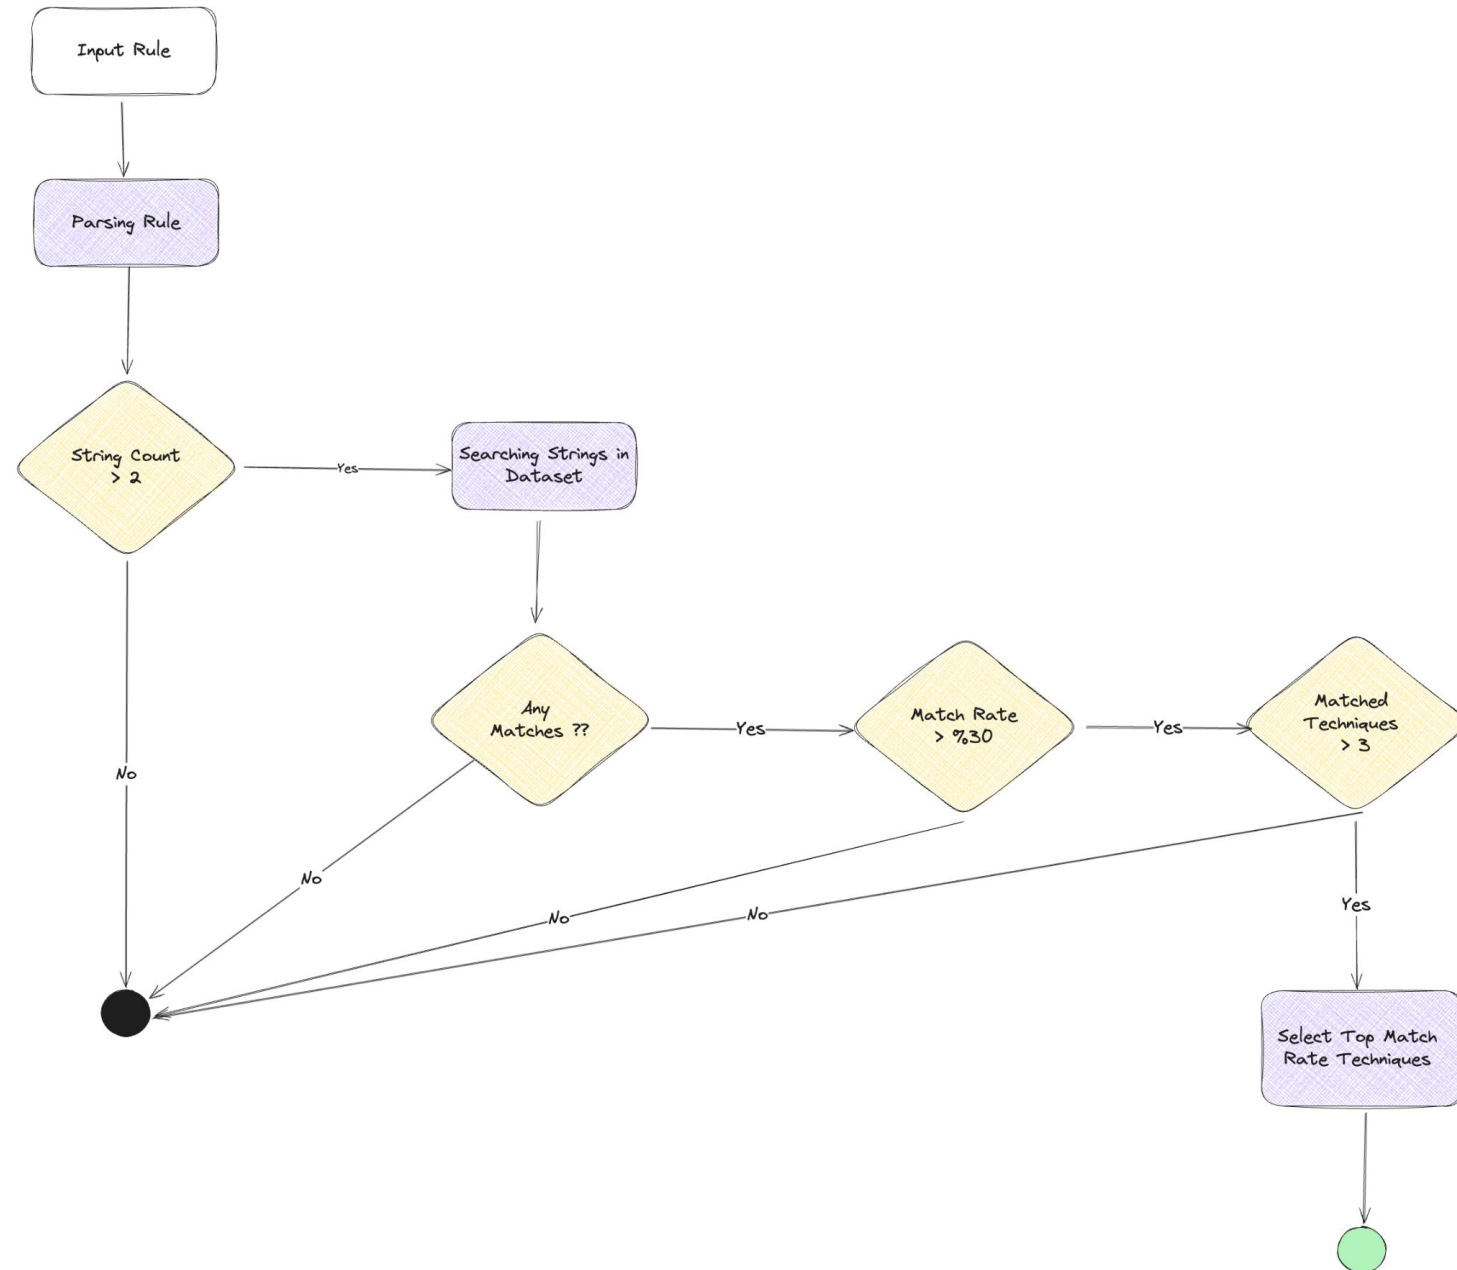 Input Rule
Parsing Rule
String Count
> 2
Yes
Searching Strings in
Dataset
Any
Matches ??
Yes
Match Rate
> %30
Yes
Matched
Techniques
> 3
No
No
No
No
Yes
Select Top Match
Rate Techniques